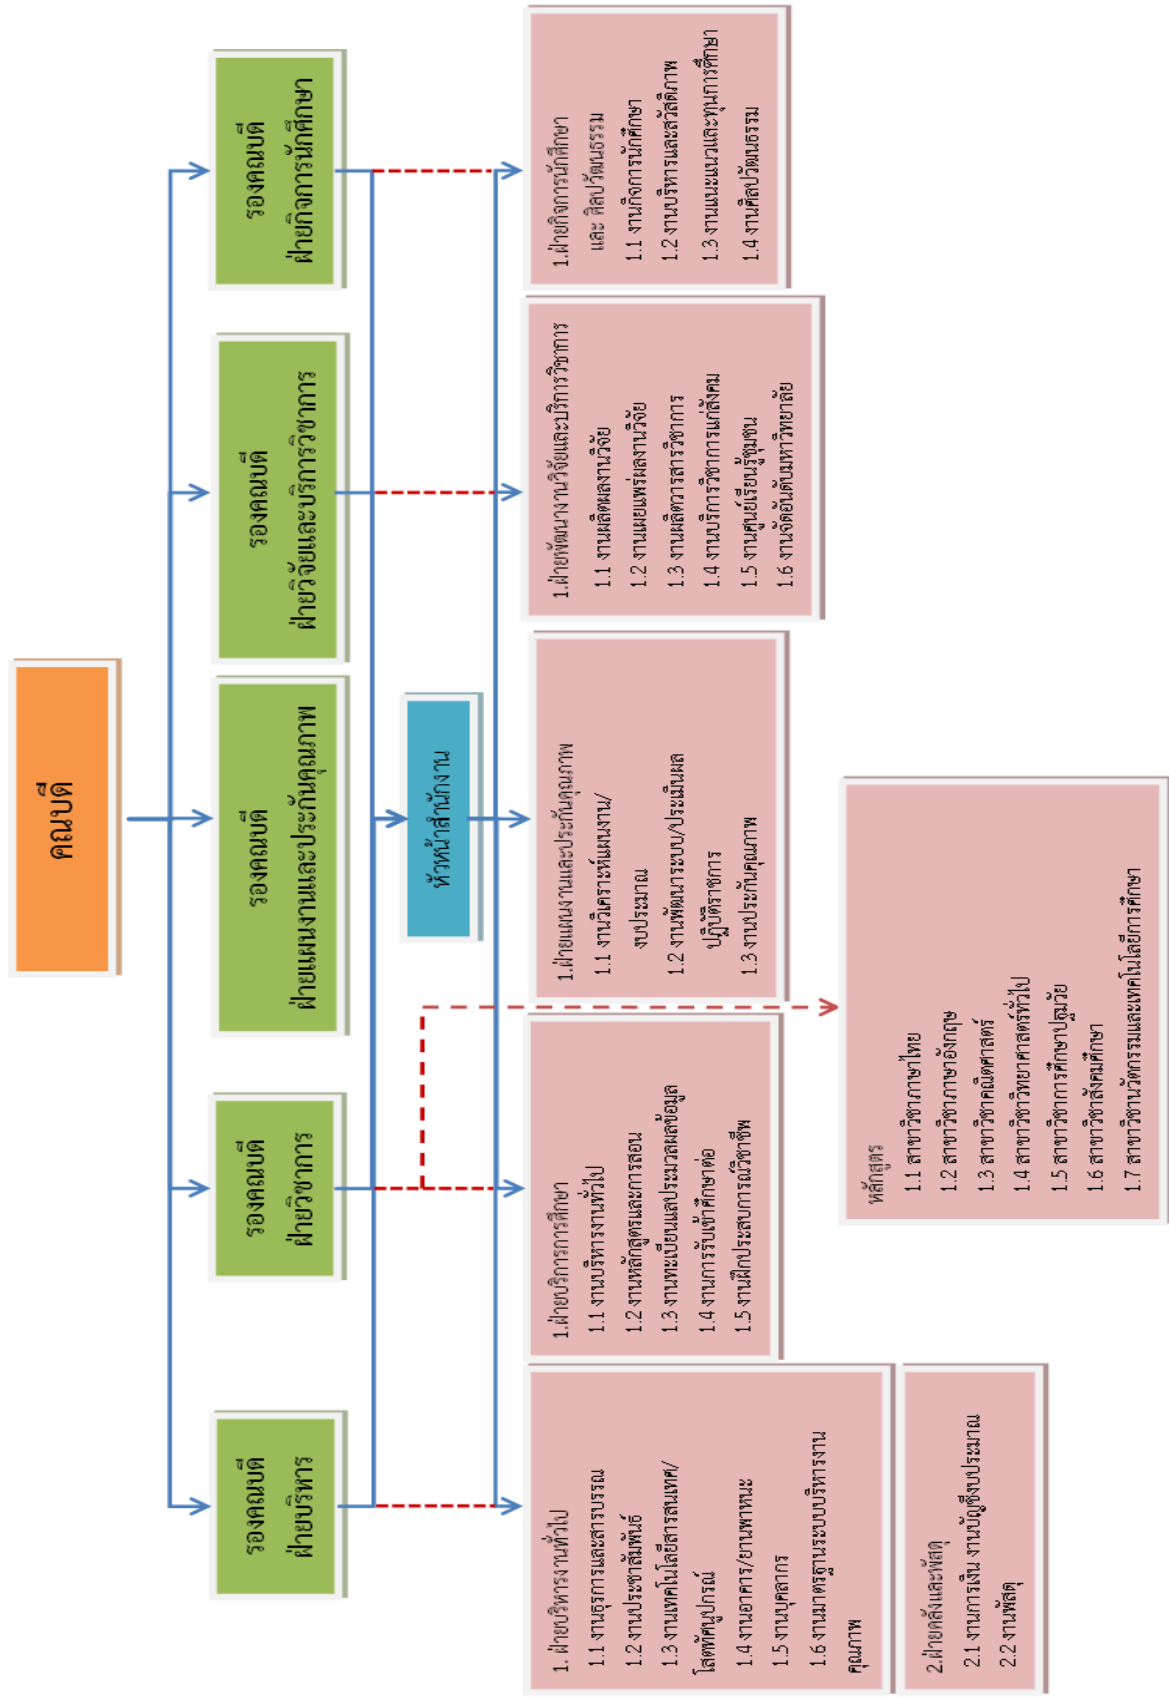 คณบดี
รองคณบดี
ฝ่ายบริหาร
รองคณบดี
ฝ่ายวิชาการ
รองคณบดี
ฝ่ายแผนงานและประกันคุณภาพ
รองคณบดี
ฝ่ายวิจัยและบริการวิชาการ
รองคณบดี
ฝ่ายกิจการนักศึกษา
หัวหน้าสำนักงาน
1. ฝ่ายบริหารงานทั่วไป
1.1 งานธุรการและสารบรรณ
1.2 งานประชาสัมพันธ์
1.3 งานเทคโนโลยีสารสนเทศ/
โสตทัศนูปกรณ์
1.4 งานอาคาร/ยานพาหนะ
1.5 งานบุคลากร
1.6 งานมาตรฐานระบบบริหารงาน
คุณภาพ
2.ฝ่ายคลังและพัสดุ
2.1 งานการเงิน งานบัญชีงบประมาณ
2.2 งานพัสดุ
1.ฝ่ายบริการการศึกษา
1.1 งานบริหารงานทั่วไป
1.2 งานหลักสูตรและการสอน
1.3 งานทะเบียนและประมวลผลข้อมูล
1.4 งานการรับเข้าศึกษาต่อ
1.5 งานฝึกประสบการณ์วิชาชีพ
หลักสูตร
1.1 สาขาวิชาภาษาไทย
1.2 สาขาวิชาภาษาอังกฤษ
1.3 สาขาวิชาคณิตศาสตร์
1.4 สาขาวิชาวิทยาศาสตร์ทั่วไป
1.5 สาขาวิชาการศึกษาปฐมวัย
1.6 สาขาวิชาสังคมศึกษา
1.7 สาขาวิชานวัตกรรมและเทคโนโลยีการศึกษา
1.ฝ่ายแผนงานและประกันคุณภาพ
1.1 งานวิเคราะห์แผนงาน/
งบประมาณ
1.2 งานพัฒนาระบบ/ประเมินผล
ปฏิบัติราชการ
1.3 งานประกันคุณภาพ
1.ฝ่ายพัฒนางานวิจัยและบริการวิชาการ
1.1 งานผลิตผลงานวิจัย
1.2 งานเผยแพร่ผลงานวิจัย
1.3 งานผลิตวารสารวิชาการ
1.4 งานบริการวิชาการแก่สังคม
1.5 งานศูนย์เรียนรู้ชุมชน
1.6 งานจัดอันดับมหาวิทยาลัย
1.ฝ่ายกิจการนักศึกษา
และ ศิลปวัฒนธรรม
1.1 งานกิจการนักศึกษา
1.2 งานบริหารและสวัสดิภาพ
1.3 งานแนะแนวและทุนการศึกษา
1.4 งานศิลปวัฒนธรรม